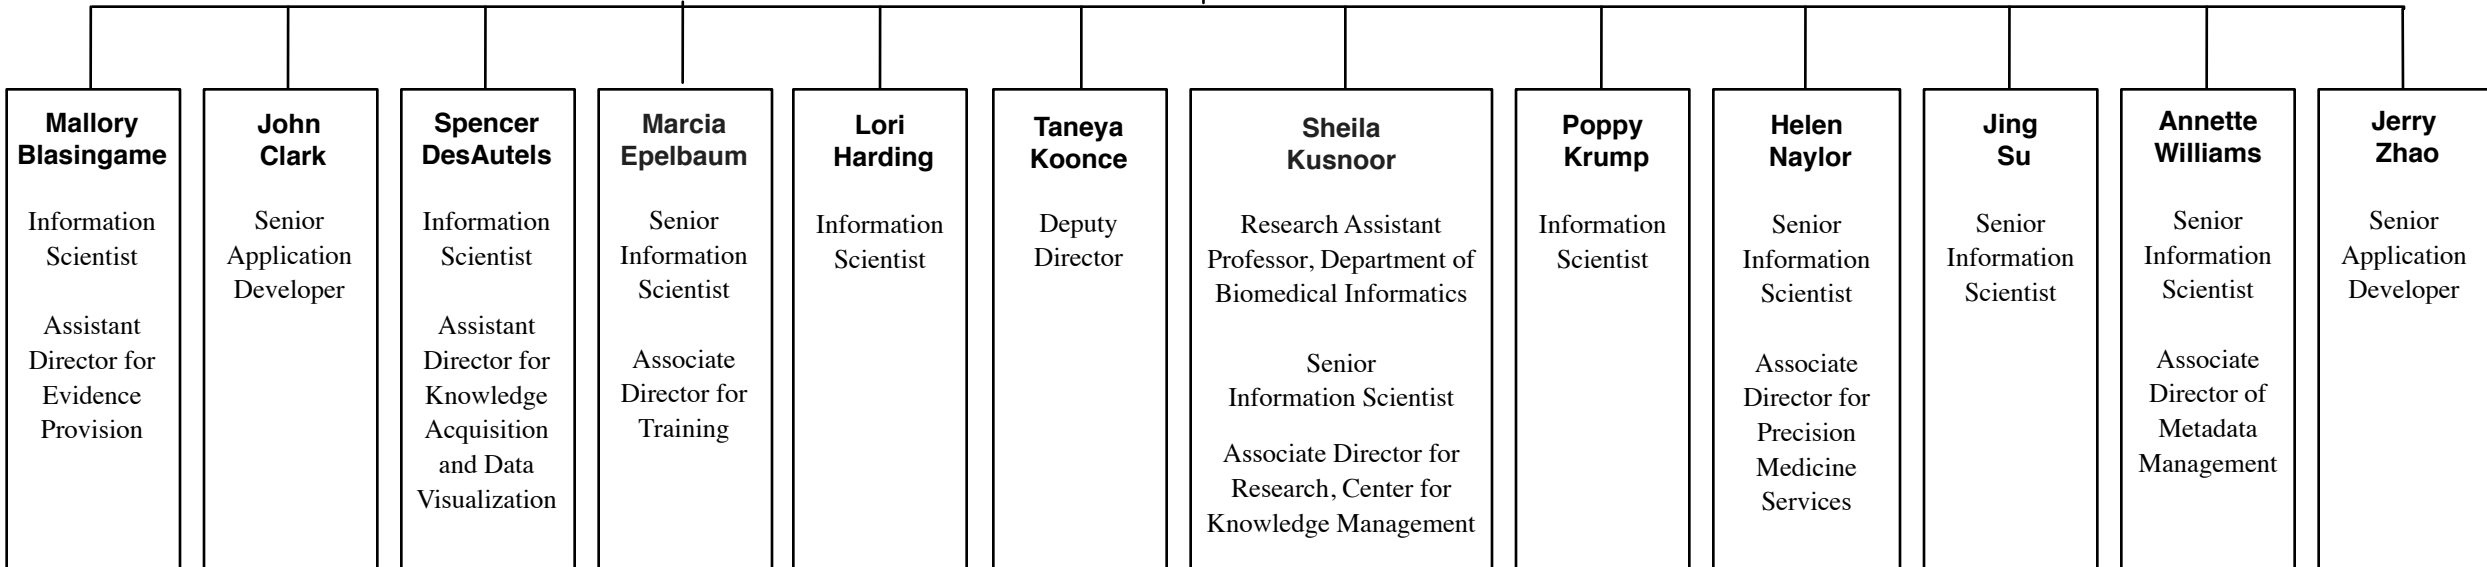 Mallory
Blasingame
Information
Scientist
Assistant
Director for
Evidence
Provision
John
Clark
Senior
Application
Developer
Spencer
DesAutels
Information
Scientist
Assistant
Director for
Knowledge
Acquisition
and Data
Visualization
Marcia
Epelbaum
Senior
Information
Scientist
Associate
Director for
Training
Lori
Harding
Information
Scientist
Taneya
Koonce
Deputy
Director
Sheila
Kusnoor
Research Assistant
Professor, Department of
Biomedical Informatics
Senior
Information Scientist
Associate Director for
Research, Center for
Knowledge Management
Poppy
Krump
Information
Scientist
Helen
Naylor
Senior
Information
Scientist
Associate
Director for
Precision
Medicine
Services
Jing
Su
Senior
Information
Scientist
Annette
Williams
Senior
Information
Scientist
Associate
Director of
Metadata
Management
Jerry
Zhao
Senior
Application
Developer